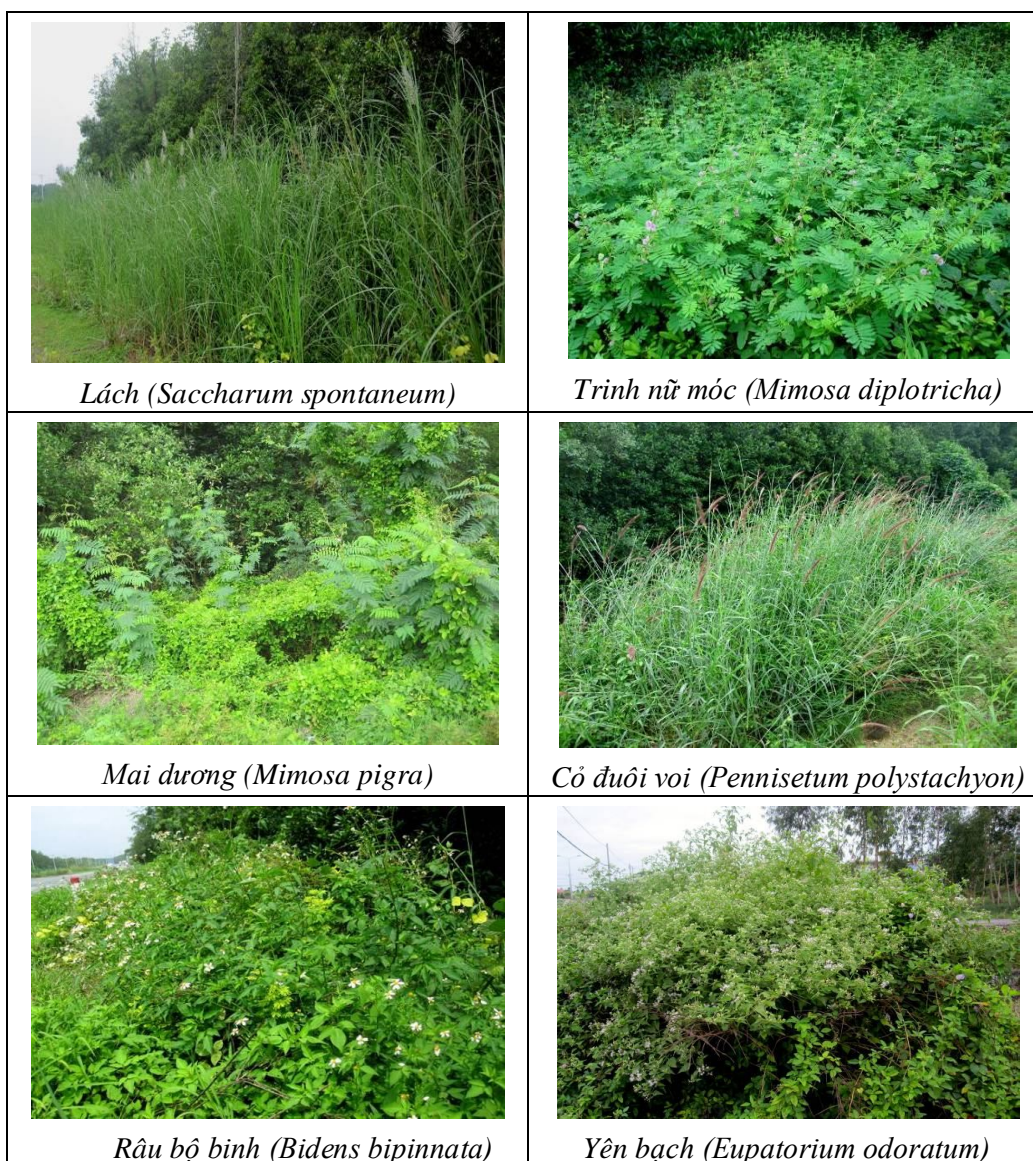 Lách (Saccharum spontaneum)
Trinh nữ móc (Mimosa diplotricha)
Mai dương (Mimosa pigra)
Cỏ đuôi voi (Pennisetum polystachyon)
Râu bộ binh (Bidens bipinnata)
Yên bạch (Eupatorium odoratum)